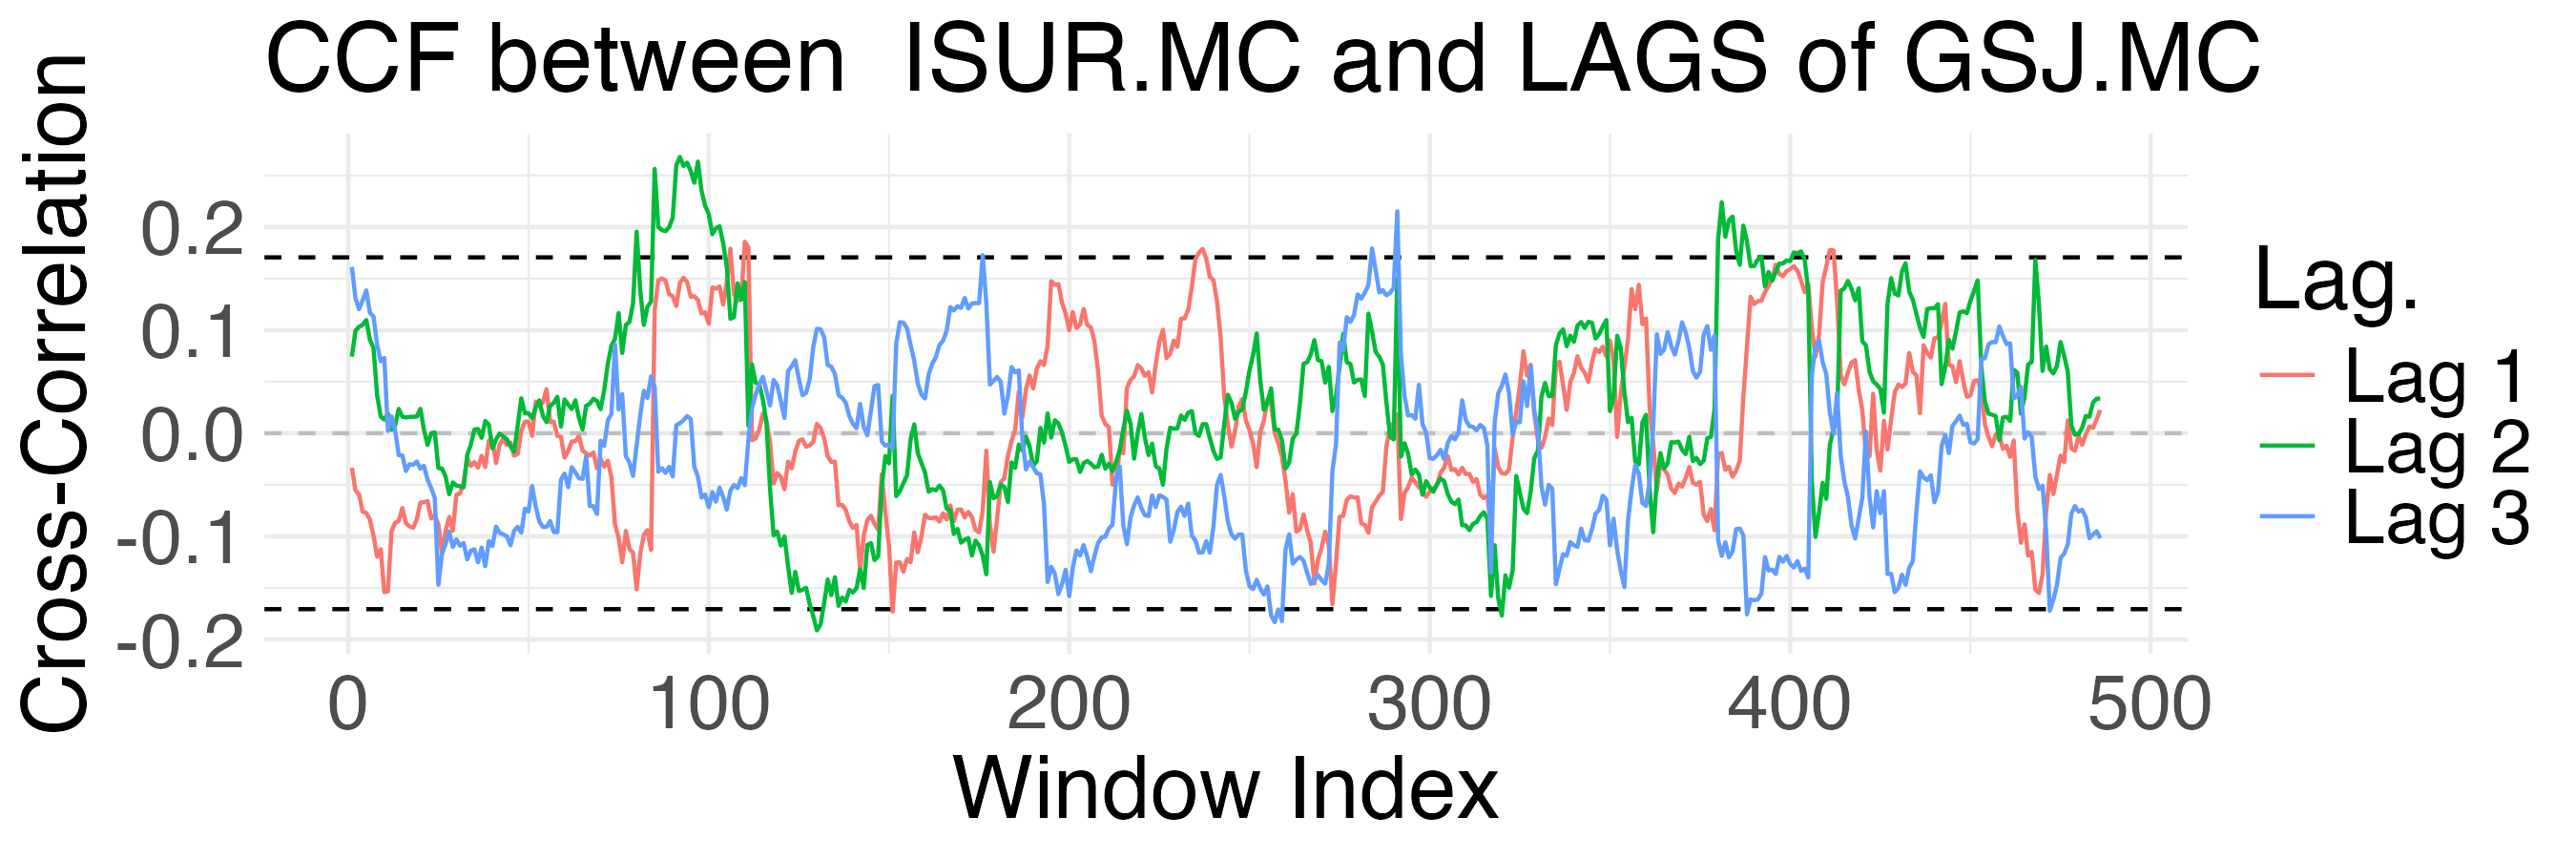 CCF between ISUR.MC and LAGS of GSJ.MC
Cross-Correlation
0.2
0.1
0.0
-0.1
-0.2
0 100 200 300 400 500
Window Index
Lag.
Lag 1
Lag 2
Lag 3